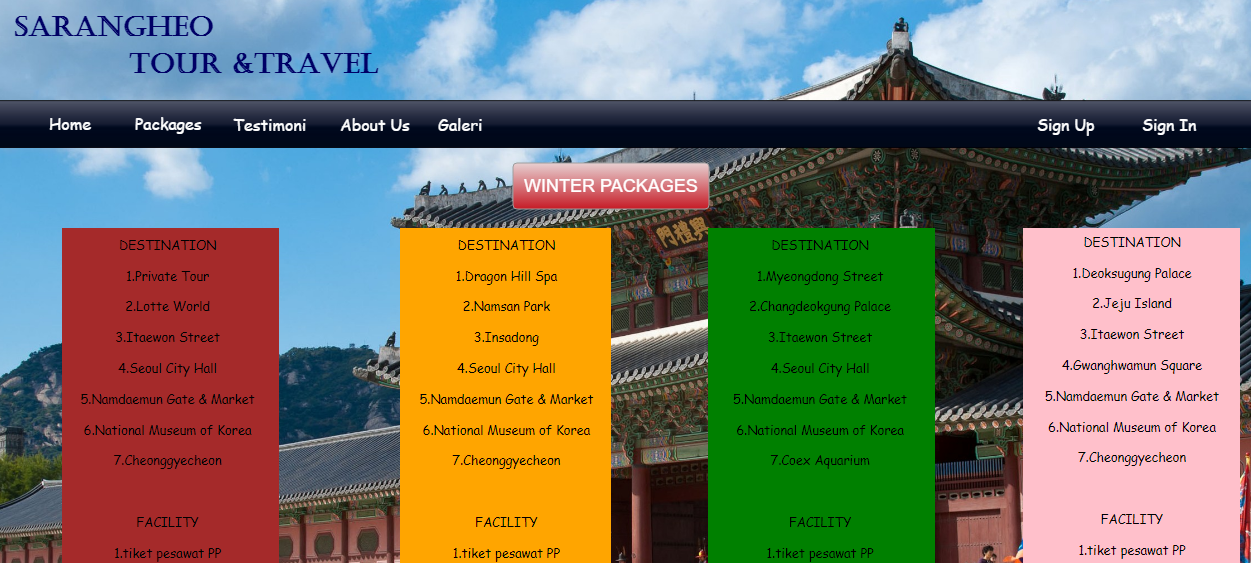 SARANGHEO
TOUR &TRAVEL
Home Packages Testimoni About Us Galeri Sign Up Sign In
WINTER PACKAGES
興禮門
DESTINATION
1.Private Tour
2.Lotte World
3.Itaewon Street
4.Seoul City Hall
5.Namdaemun Gate & Market
6.National Museum of Korea
7.Cheonggyecheon
FACILITY
1.tiket pesawat PP
DESTINATION
1.Dragon Hill Spa
2.Namsan Park
3.Insadong
4.Seoul City Hall
5.Namdaemun Gate & Market
6.National Museum of Korea
7.Cheonggyecheon
FACILITY
1.tiket pesawat PP
DESTINATION
1.Myeongdong Street
2.Changdeokgung Palace
3.Itaewon Street
4.Seoul City Hall
5.Namdaemun Gate & Market
6.National Museum of Korea
7.Coex Aquarium
FACILITY
1.tiket pesawat PP
DESTINATION
1.Deoksugung Palace
2.Jeju Island
3.Itaewon Street
4.Gwanghwamun Square
5.Namdaemun Gate & Market
6.National Museum of Korea
7.Cheonggyecheon
FACILITY
1.tiket pesawat PP